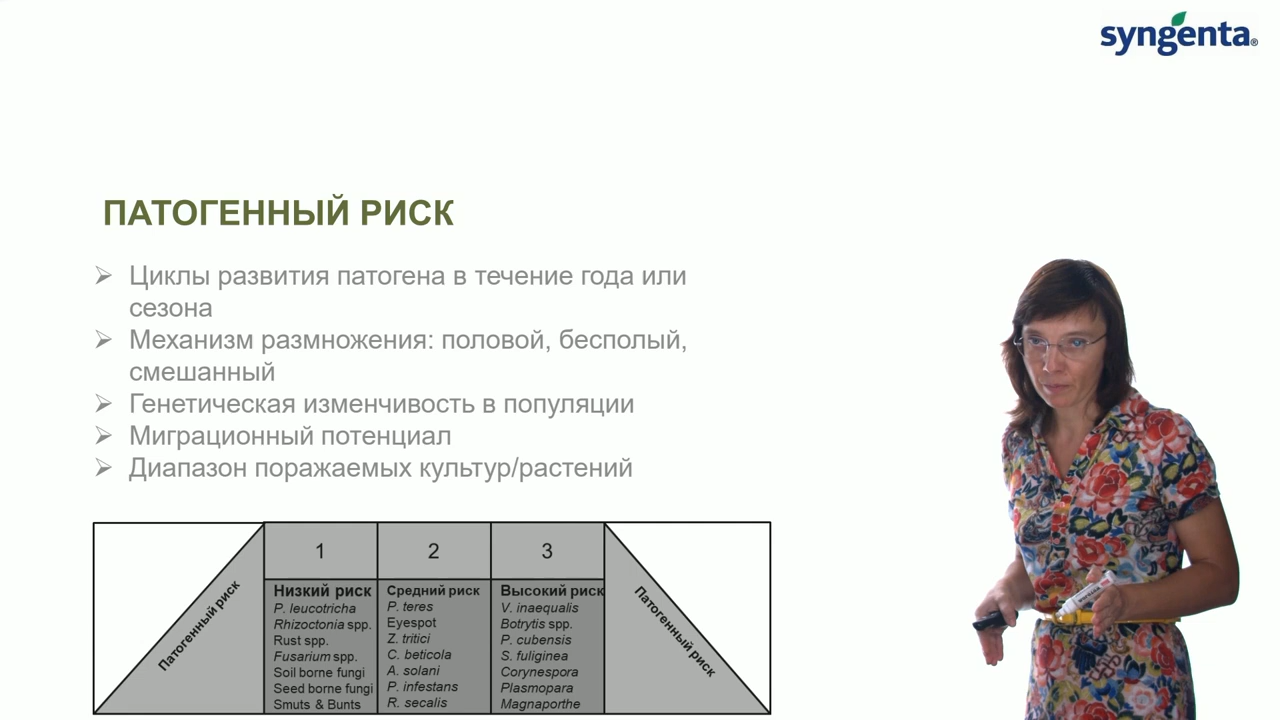 syngenta®
ПАТОГЕННЫЙ РИСК
Циклы развития патогена в течение года или
сезона
Механизм размножения: половой, бесполый,
смешанный
Генетическая изменчивость в популяции
Миграционный потенциал
Диапазон поражаемых культур/растений
Патогенный риск
1
Низкий риск
P. leucotricha
Rhizoctonia spp.
Rust spp.
Fusarium spp.
Soil borne fungi
Seed borne fungi
Smuts & Bunts
2
Средний риск
P. teres
Eyespot
Z. tritici
C. beticola
A. solani
P. infestans
R. secalis
3
Высокий риск
V. inaequalis
Botrytis spp.
P. cubensis
S. fuliginea
Corynespora
Plasmopara
Magnaporthe
Патогенный риск